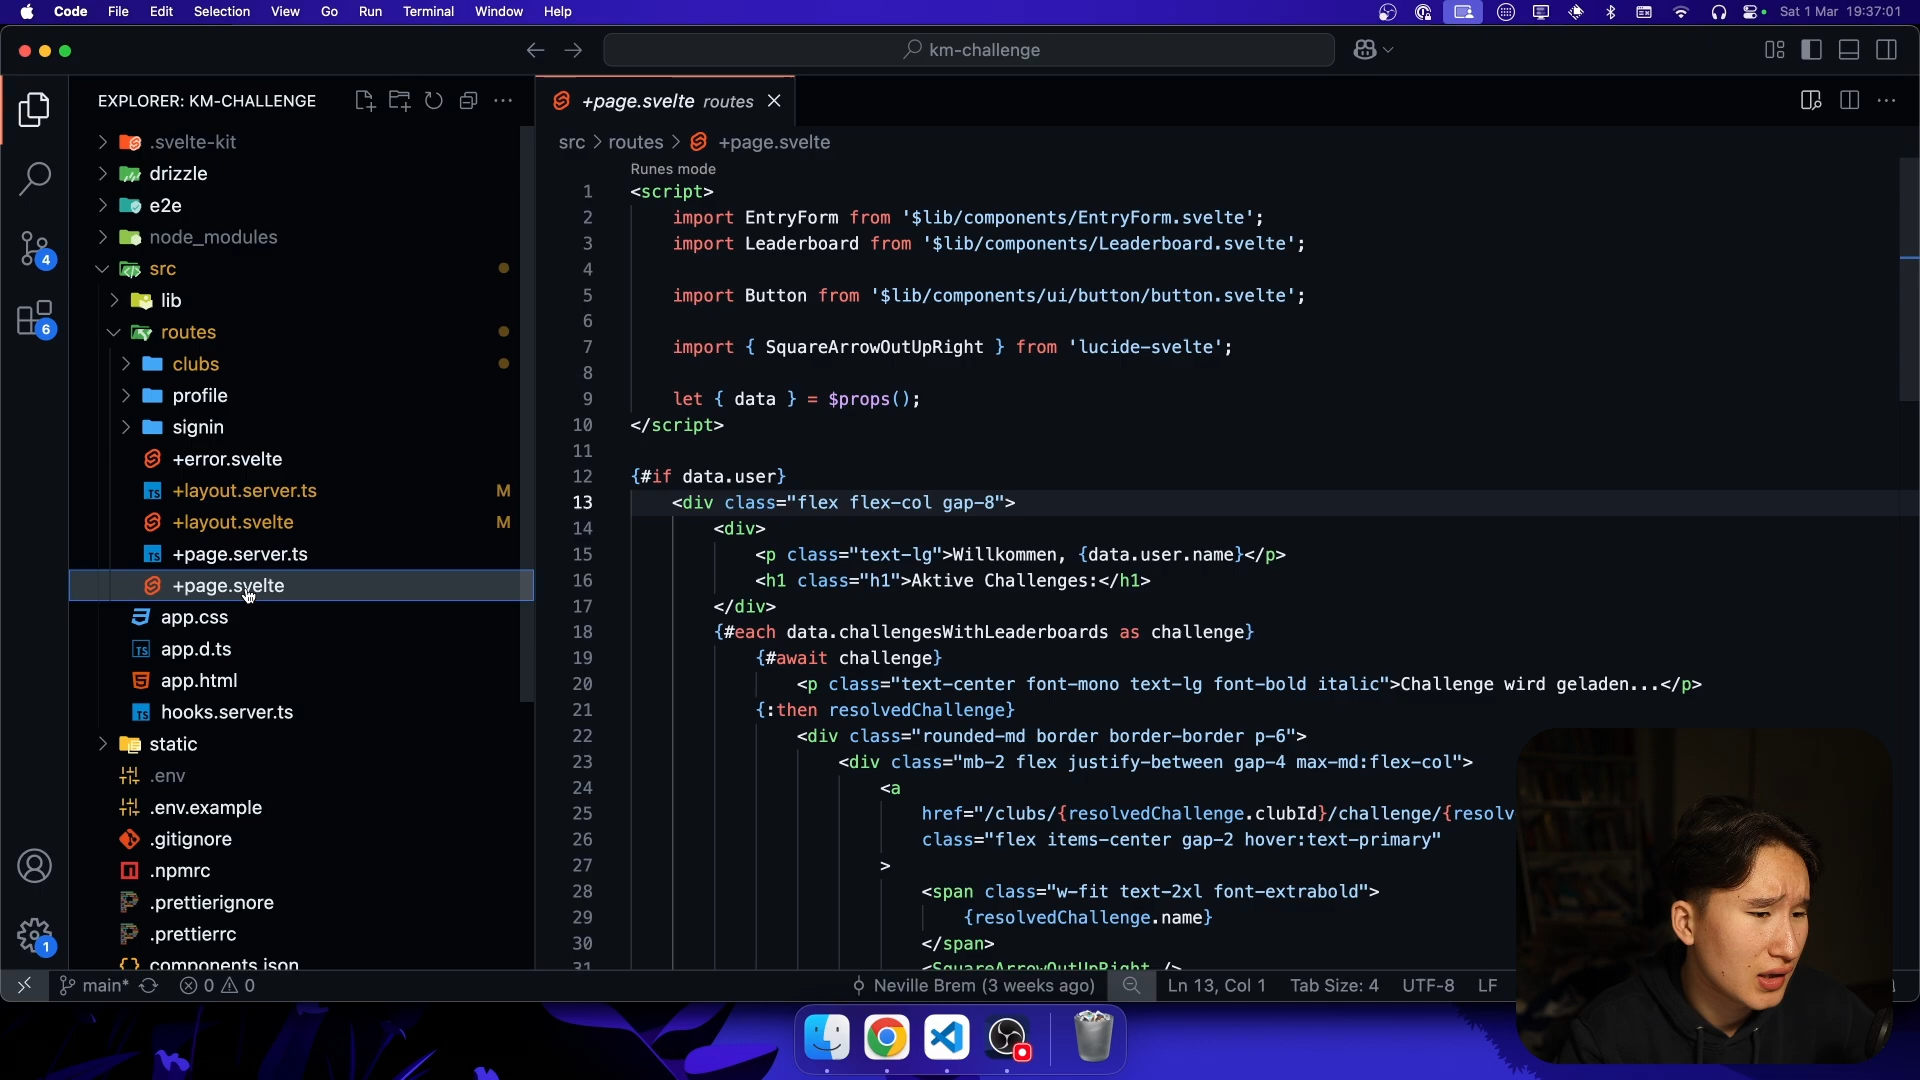 Code File Edit Selection View Go Run Terminal Window Help
Sat 1 Mar 19:37:01
km-challenge
EXPLORER: KM-CHALLENGE
.svelte-kit
drizzle
e2e
node_modules
src
lib
routes
clubs
profile
signin
+error.svelte
+layout.server.ts M
+layout.svelte M
+page.server.ts
+page.svelte
app.css
app.d.ts
app.html
hooks.server.ts
static
.env
.env.example
.gitignore
.npmrc
.prettierignore
.prettierrc
components.json
4
6
1
+page.svelte routes
src > routes > +page.svelte
Runes mode
1 <script>
2 import EntryForm from '$lib/components/EntryForm.svelte';
3 import Leaderboard from '$lib/components/Leaderboard.svelte';
4
5 import Button from '$lib/components/ui/button/button.svelte';
6
7 import { SquareArrowOutUpRight } from 'lucide-svelte';
8
9 let { data } = $props();
10 </script>
11
12 {#if data.user}
13 <div class="flex flex-col gap-8">
14 <div>
15 <p class="text-lg">Willkommen, {data.user.name}</p>
16 <h1 class="h1">Aktive Challenges:</h1>
17 </div>
18 {#each data.challengesWithLeaderboards as challenge}
19 {#await challenge}
20 <p class="text-center font-mono text-lg font-bold italic">Challenge wird geladen...</p>
21 {:then resolvedChallenge}
22 <div class="rounded-md border border-border p-6">
23 <div class="mb-2 flex justify-between gap-4 max-md:flex-col">
24 <a
25 href="/clubs/{resolvedChallenge.clubId}/challenge/{resolv
26 class="flex items-center gap-2 hover:text-primary"
27 >
28 <span class="w-fit text-2xl font-extrabold">
29 {resolvedChallenge.name}
30 </span>
31 <SquareArrowOutUpRight />
main* 0 0 Neville Brem (3 weeks ago) Ln 13, Col 1 Tab Size: 4 UTF-8 LF